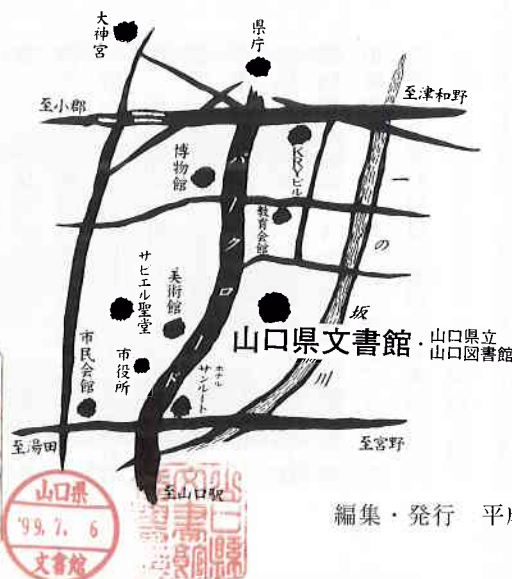 大神宮
県庁
至小郡
至津和野
博物館
KRYビル
パークロード
教育会館
一の坂川
サビエル聖堂
美術館
山口県文書館・山口県立
山口図書館
市民会館
市役所
ホテル
サンルート
至湯田
至宮野
至山口駅
山口県
'99.7.6
文書館
編集・発行 平